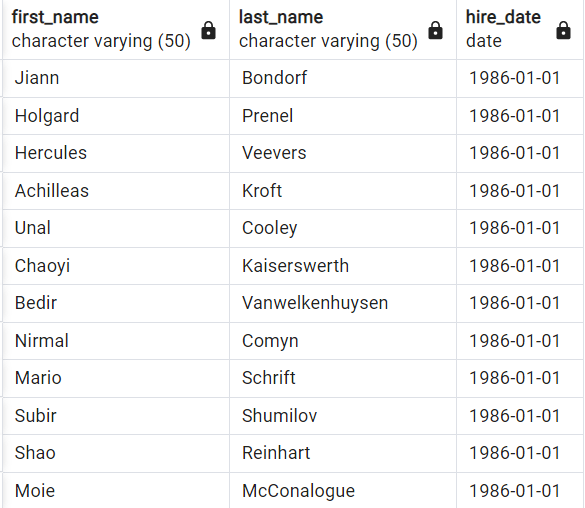 first_name last_name hire_date
character varying (50) character varying (50) date
Jiann Bondorf 1986-01-01
Holgard Prenel 1986-01-01
Hercules Veevers 1986-01-01
Achilleas Kroft 1986-01-01
Unal Cooley 1986-01-01
Chaoyi Kaiserswerth 1986-01-01
Bedir Vanwelkenhuysen 1986-01-01
Nirmal Comyn 1986-01-01
Mario Schrift 1986-01-01
Subir Shumilov 1986-01-01
Shao Reinhart 1986-01-01
Moie McConalogue 1986-01-01